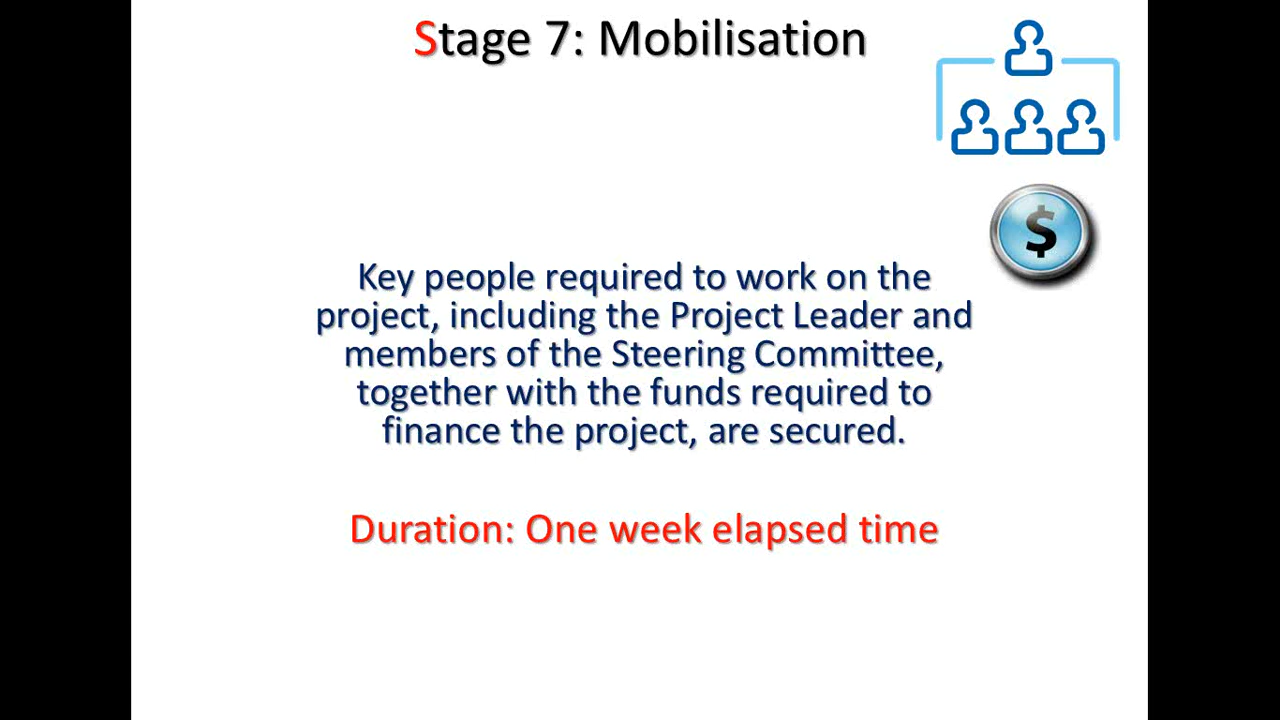 Stage 7: Mobilisation
$
Key people required to work on the
project, including the Project Leader and
members of the Steering Committee,
together with the funds required to
finance the project, are secured.
Duration: One week elapsed time